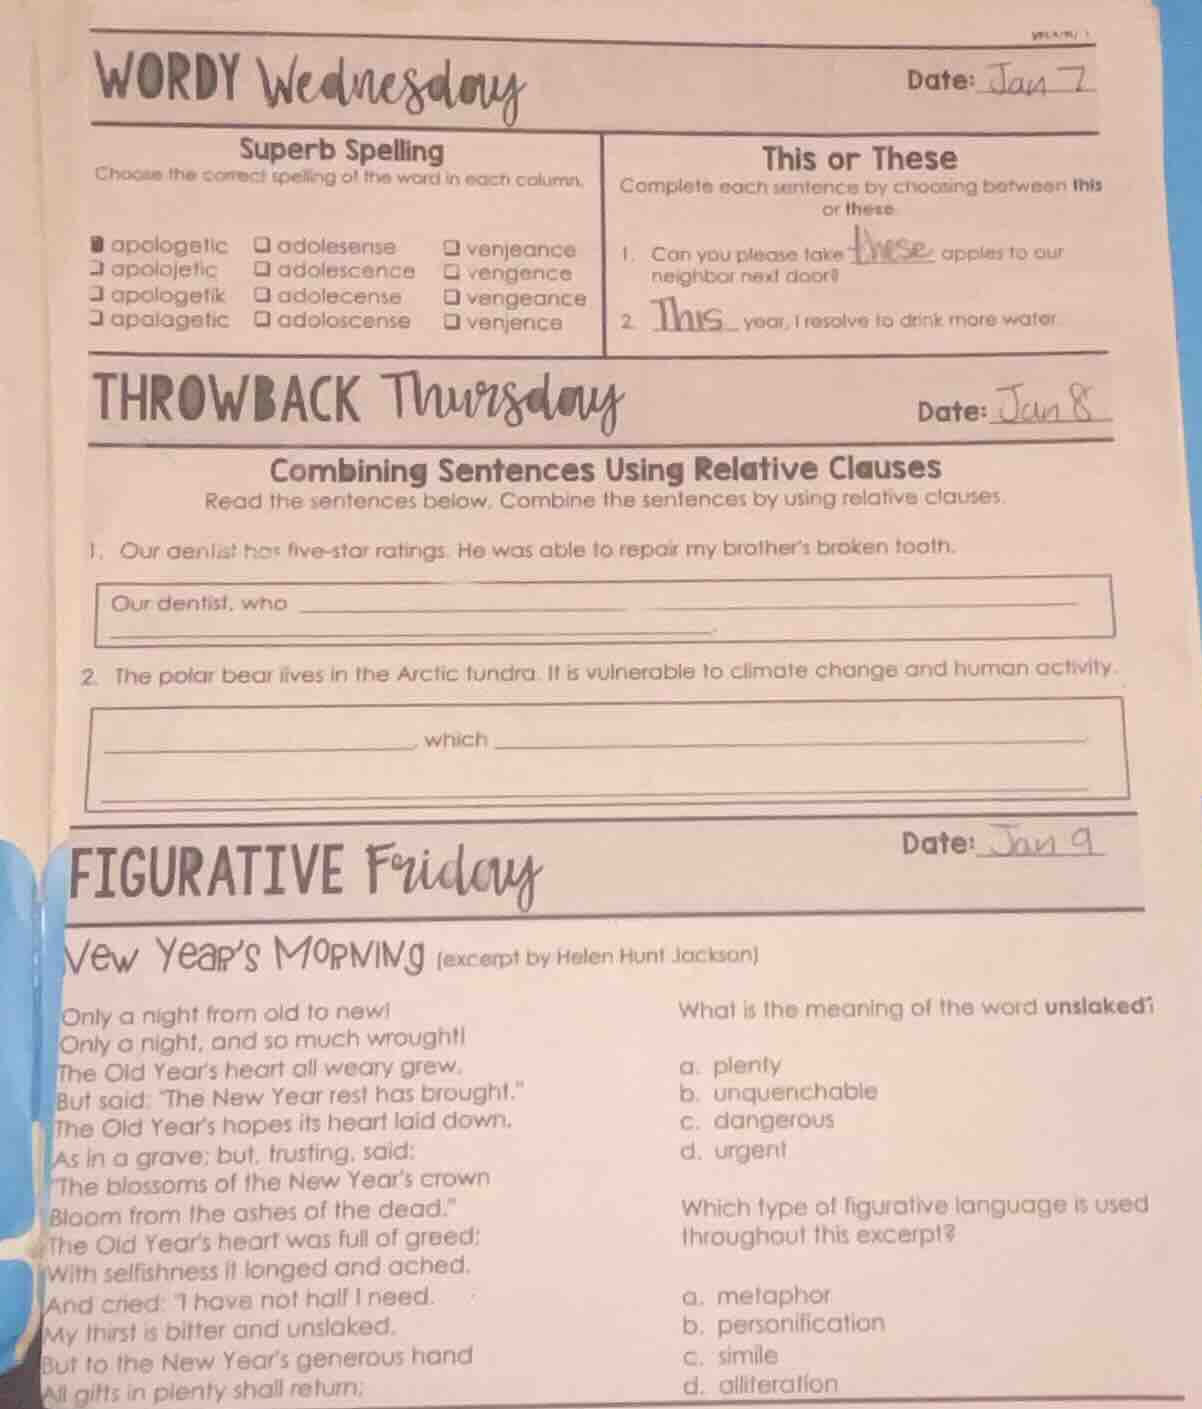 WORDY Wednesday
Date: Jan 7
Superb Spelling
Choose the correct spelling of the word in each column.
apologetic ❏ adolesense ❏ venjeance
❏ apolojetic ❏ adolescence ❏ vengence
❏ apologetik ❏ adolecense ❏ vengeance
❏ apalagetic ❏ adoloscense ❏ venjence
This or These
Complete each sentence by choosing between this
or these.
1. Can you please take these apples to our
neighbor next door?
2. This year, I resolve to drink more water.
THROWBACK Thursday
Date: Jan 8
Combining Sentences Using Relative Clauses
Read the sentences below. Combine the sentences by using relative clauses.
1. Our dentist has five-star ratings. He was able to repair my brother's broken tooth.
Our dentist, who
2. The polar bear lives in the Arctic tundra. It is vulnerable to climate change and human activity.
, which
FIGURATIVE Friday
Date: Jan 9
New Year's Morning (excerpt by Helen Hunt Jackson)
Only a night from old to new!
Only a night, and so much wrought!
The Old Year's heart all weary grew,
But said: "The New Year rest has brought."
The Old Year's hopes its heart laid down,
As in a grave; but, trusting, said:
"The blossoms of the New Year's crown
Bloom from the ashes of the dead."
The Old Year's heart was full of greed;
With selfishness it longed and ached,
And cried: "I have not half I need.
My thirst is bitter and unslaked.
But to the New Year's generous hand
All gifts in plenty shall return;
What is the meaning of the word unslaked?
a. plenty
b. unquenchable
c. dangerous
d. urgent
Which type of figurative language is used
throughout this excerpt?
a. metaphor
b. personification
c. simile
d. alliteration